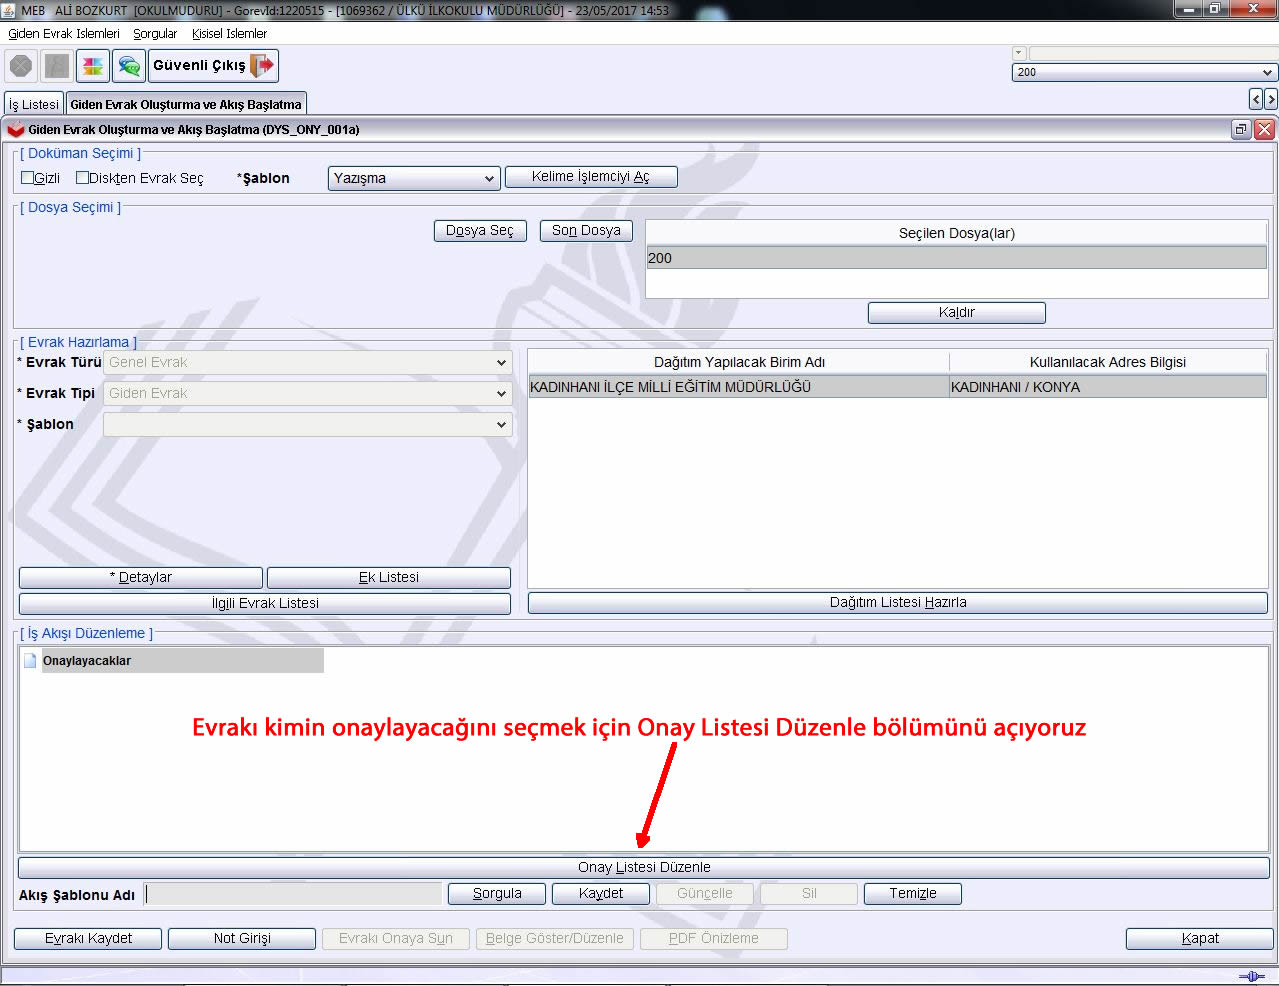 MEB   ALİ BOZKURT  [OKULMUDURU] - GorevId:1220515 - [1069362 / ÜLKÜ İLKOKULU MÜDÜRLÜĞÜ] - 23/05/2017 14:53
Giden Evrak Islemleri   Sorgular   Kisisel Islemler
Güvenli Çıkış
200
İş Listesi   Giden Evrak Oluşturma ve Akış Başlatma
Giden Evrak Oluşturma ve Akış Başlatma (DYS_ONY_001a)
[ Doküman Seçimi ]
Gizli   Diskten Evrak Seç   *Şablon   Yazışma   Kelime İşlemciyi Aç
[ Dosya Seçimi ]
Dosya Seç   Son Dosya   Seçilen Dosya(lar)
200
Kaldır
[ Evrak Hazırlama ]
* Evrak Türü   Genel Evrak   Dağıtım Yapılacak Birim Adı   Kullanılacak Adres Bilgisi
* Evrak Tipi   Giden Evrak   KADINHANI İLÇE MİLLİ EĞİTİM MÜDÜRLÜĞÜ   KADINHANI / KONYA
* Şablon
* Detaylar   Ek Listesi
İlgili Evrak Listesi   Dağıtım Listesi Hazırla
[ İş Akışı Düzenleme ]
Onaylayacaklar
Evrakı kimin onaylayacağını seçmek için Onay Listesi Düzenle bölümünü açıyoruz
Onay Listesi Düzenle
Akış Şablonu Adı   Sorgula   Kaydet   Güncelle   Sil   Temizle
Evrakı Kaydet   Not Girişi   Evrakı Onaya Sun   Belge Göster/Düzenle   PDF Önizleme   Kapat